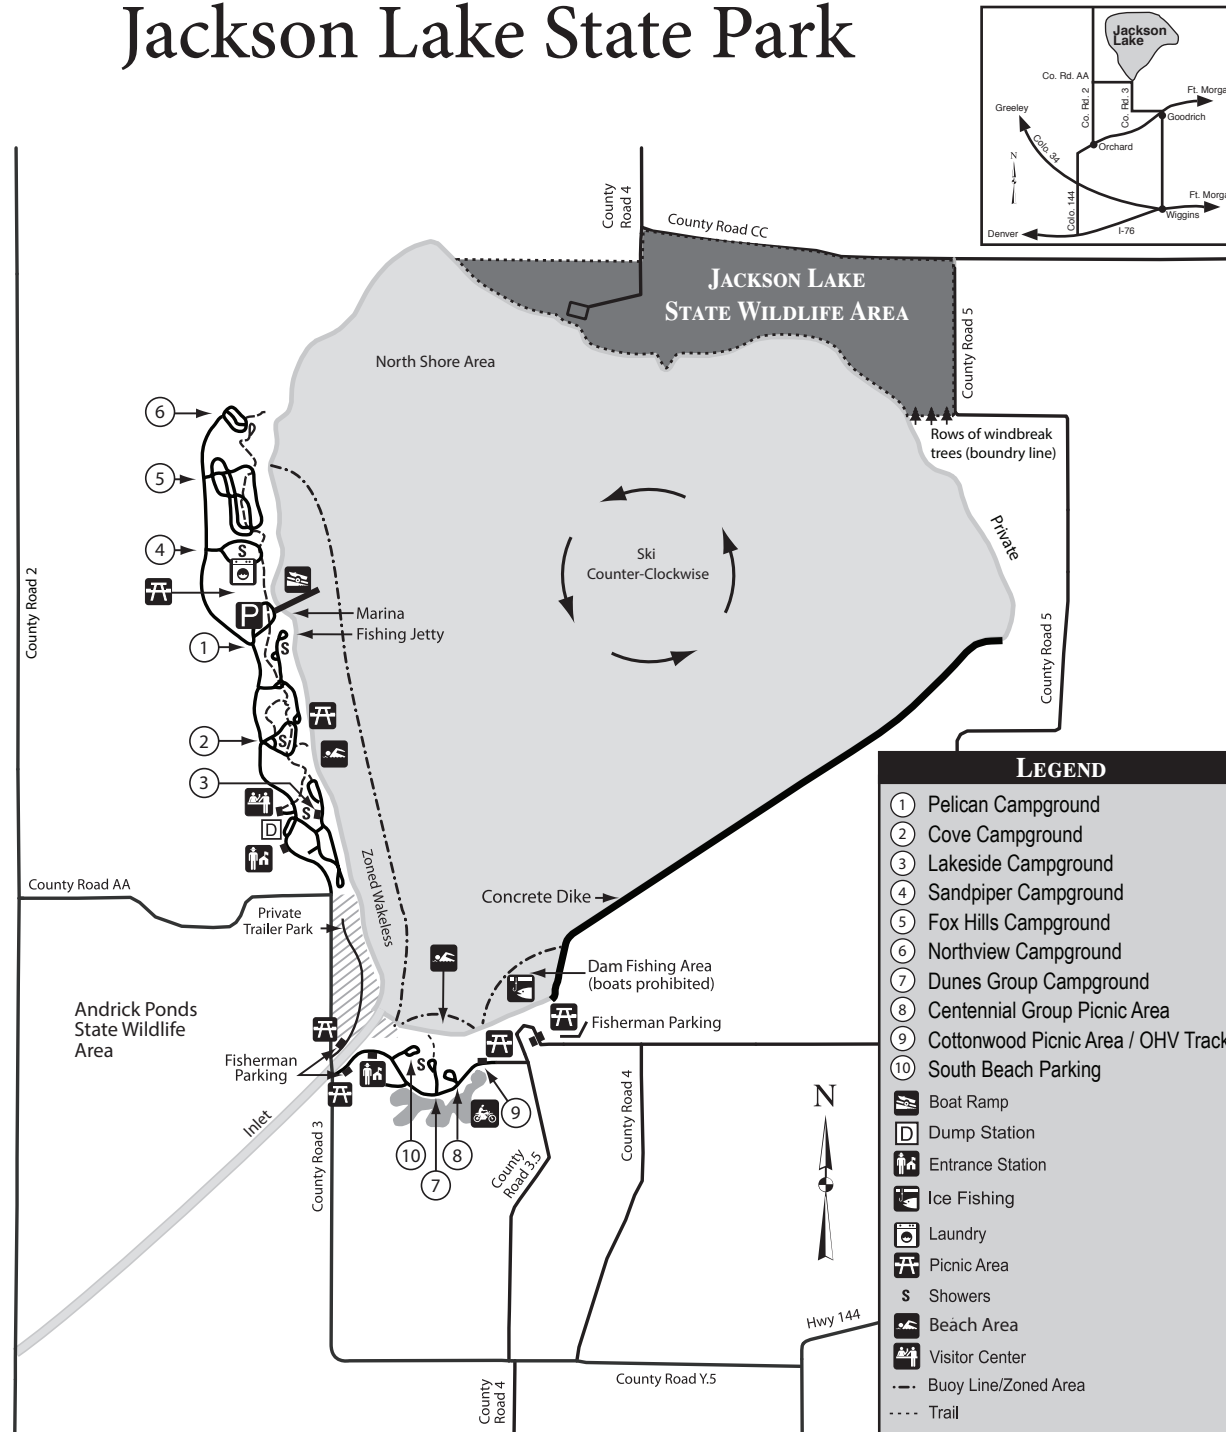 Jackson Lake State Park
Jackson
Lake
Co. Rd. AA
Co. Rd. 2
Co. Rd. 3
Ft. Morga
Greeley
Goodrich
Colo. 34
Orchard
N
Colo. 144
Ft. Morga
Wiggins
Denver
I-76
County
Road 4
County Road CC
JACKSON LAKE
STATE WILDLIFE AREA
County Road 5
North Shore Area
6
Rows of windbreak
trees (boundry line)
5
Private
4
S
Ski
Counter-Clockwise
County Road 2
P
Marina
Fishing Jetty
1
S
County Road 5
2
S
3
S
D
Zoned Wakeless
County Road AA
Concrete Dike
Private
Trailer Park
Dam Fishing Area
(boats prohibited)
Andrick Ponds
State Wildlife
Area
Fisherman Parking
Fisherman
Parking
S
Inlet
County Road 3
10
7
8
9
County
Road 3.5
County Road 4
N
Hwy 144
County Road Y.5
County
Road 4
LEGEND
1 Pelican Campground
2 Cove Campground
3 Lakeside Campground
4 Sandpiper Campground
5 Fox Hills Campground
6 Northview Campground
7 Dunes Group Campground
8 Centennial Group Picnic Area
9 Cottonwood Picnic Area / OHV Track
10 South Beach Parking
Boat Ramp
D Dump Station
Entrance Station
Ice Fishing
Laundry
Picnic Area
S Showers
Beach Area
Visitor Center
Buoy Line/Zoned Area
Trail